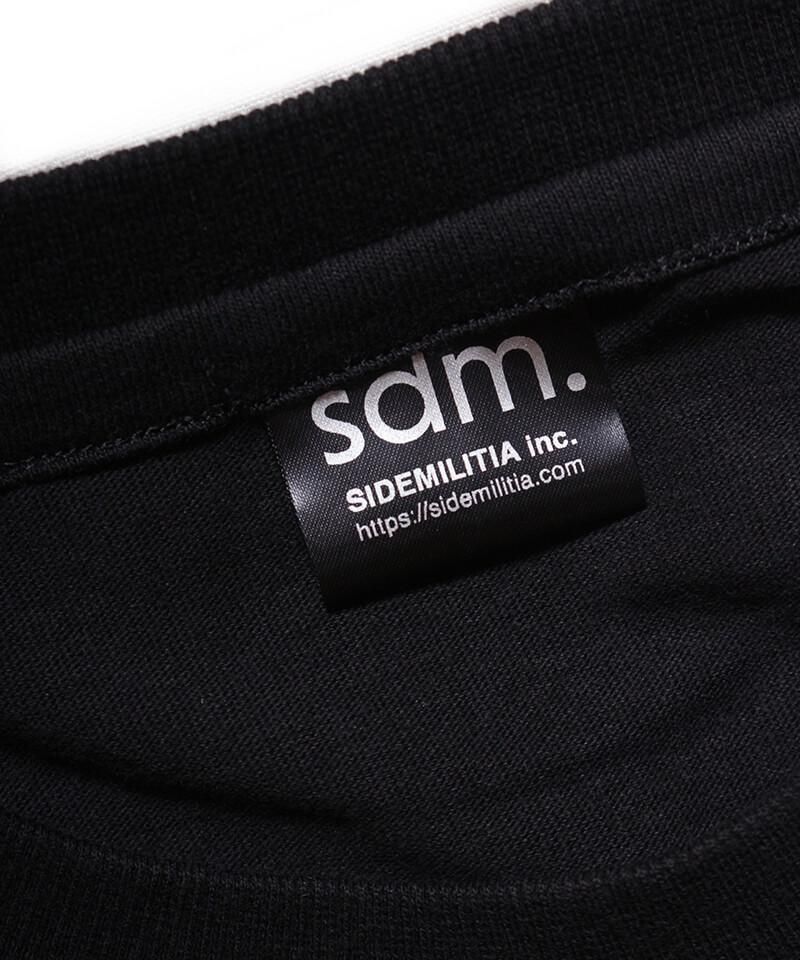 sdm.
SIDEMILITIA inc.
https://sidemilitia.com